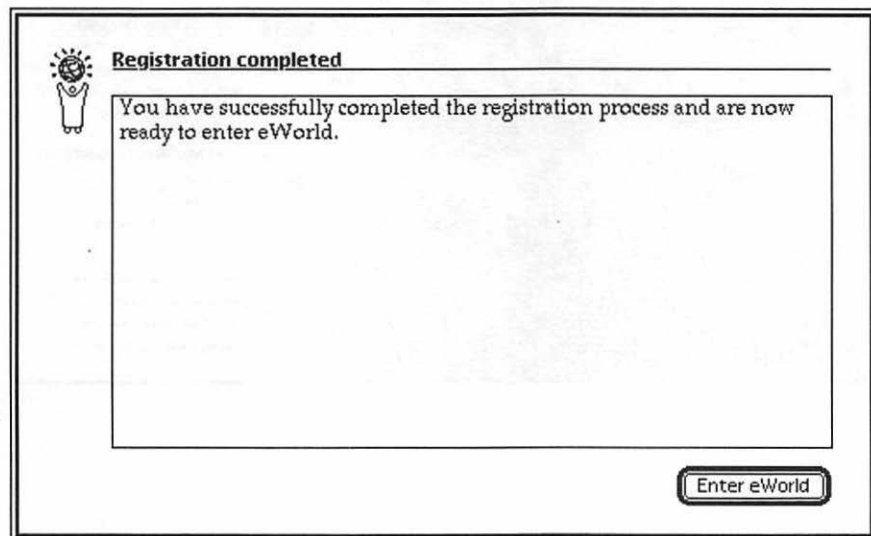 Registration completed
You have successfully completed the registration process and are now
ready to enter eWorld.
Enter eWorld